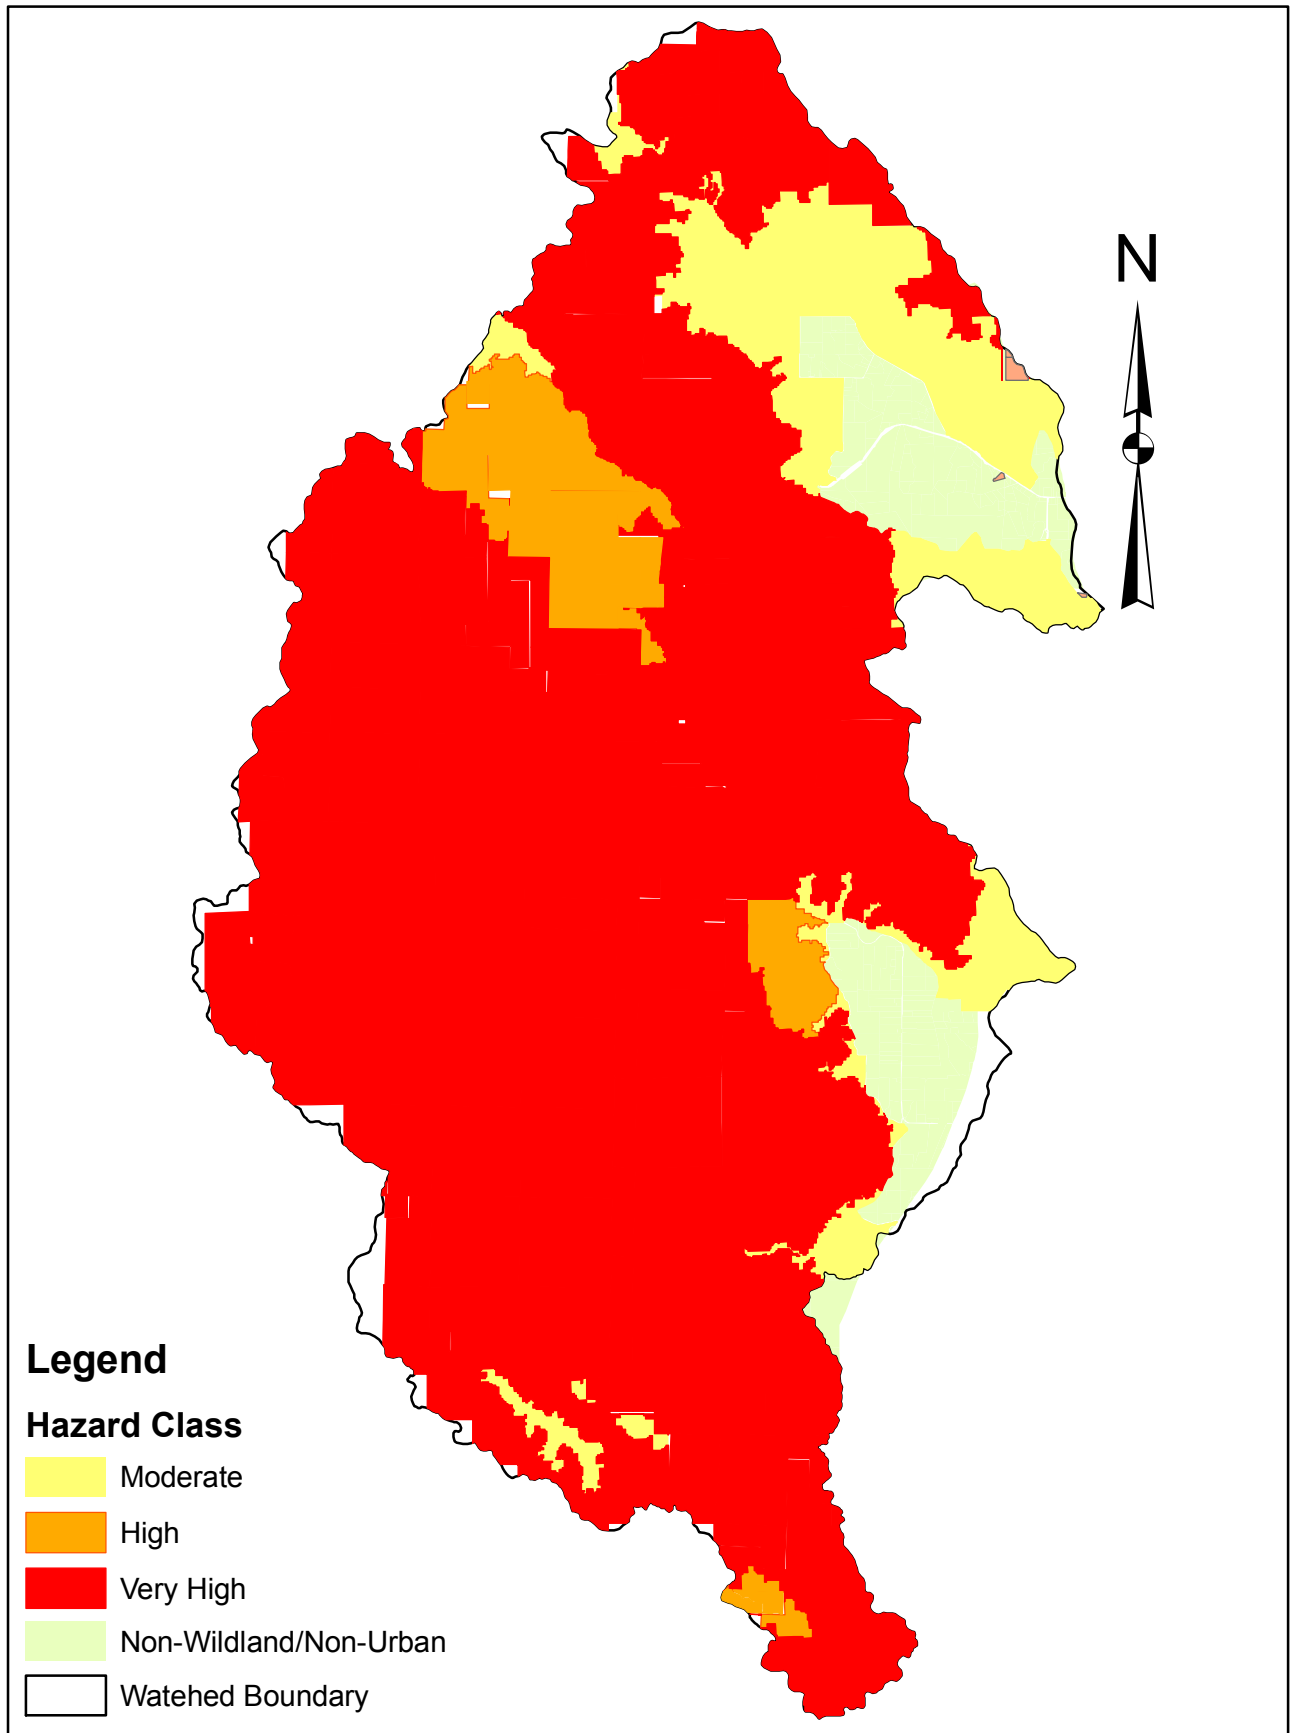 N
Legend
Hazard Class
Moderate
High
Very High
Non-Wildland/Non-Urban
Watehed Boundary